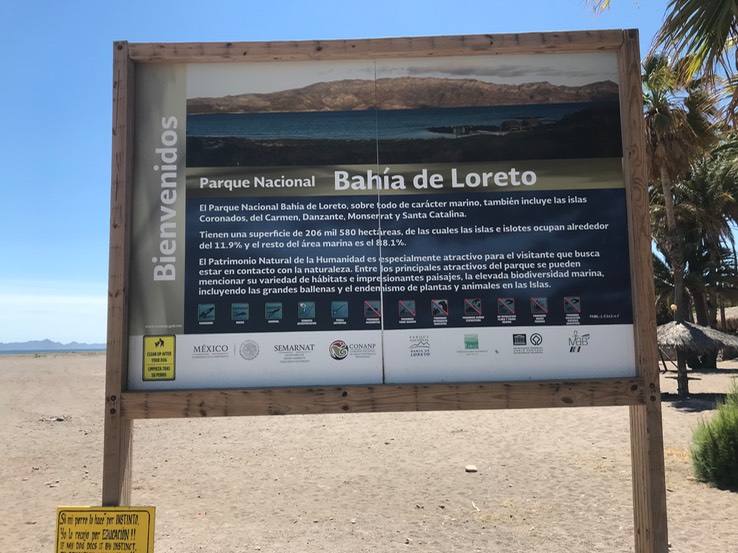 Bienvenidos
Parque Nacional Bahía de Loreto
El Parque Nacional Bahía de Loreto, sobre todo de carácter marino, también incluye las islas
Coronados, del Carmen, Danzante, Monserrat y Santa Catalina.
Tienen una superficie de 206 mil 580 hectáreas, de las cuales las islas e islotes ocupan alrededor
del 11.9% y el resto del área marina es el 88.1%.
El Patrimonio Natural de la Humanidad es especialmente atractivo para el visitante que busca
estar en contacto con la naturaleza. Entre los principales atractivos del parque se pueden
mencionar su variedad de hábitats e impresionantes paisajes, la elevada biodiversidad marina,
incluyendo las grandes ballenas y el endemismo de plantas y animales en las Islas.
CLEAN UP AFTER
YOUR DOG
LIMPIEZA TRAS
SU PERRO
MÉXICO
SEMARNAT
CONANP
PARQUE
NACIONAL
BAHÍA DE
LORETO
MaB
Si mi perro lo hace por INSTINTO,
Yo lo recojo por EDUCACIÓN!!
IF MY DOG DOES IT BY INSTINCT,